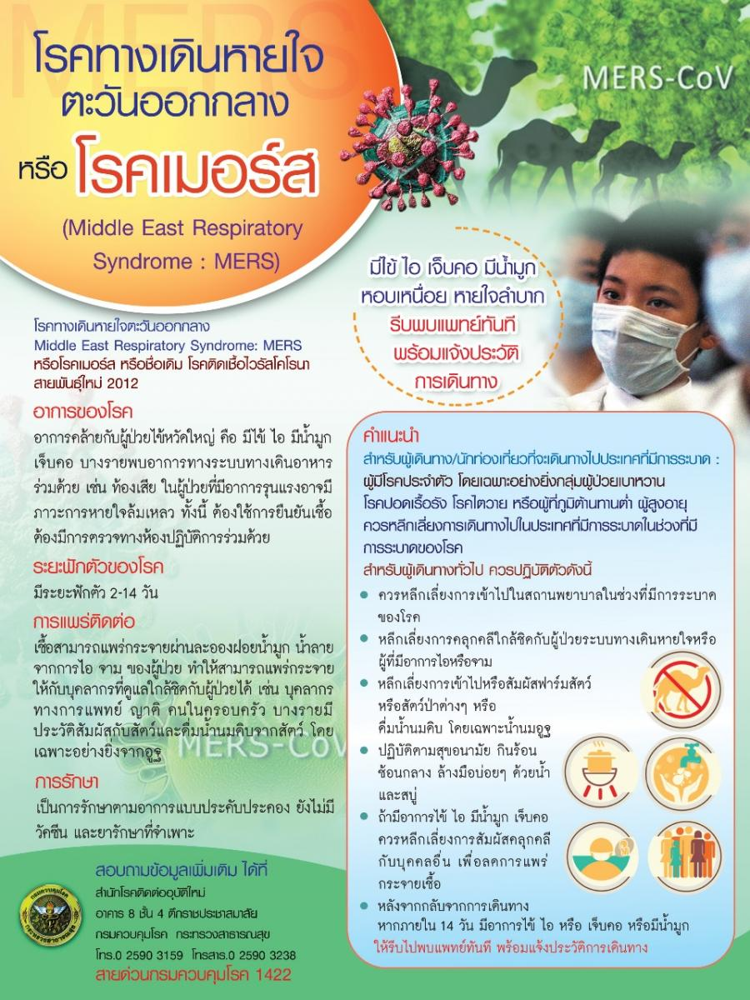 MERS
โรคทางเดินหายใจ
ตะวันออกกลาง
หรือ โรคเมอร์ส
(Middle East Respiratory
Syndrome : MERS)
MERS-CoV
มีไข้ ไอ เจ็บคอ มีน้ำมูก
หอบเหนื่อย หายใจลำบาก
รีบพบแพทย์ทันที
พร้อมแจ้งประวัติ
การเดินทาง
โรคทางเดินหายใจตะวันออกกลาง
Middle East Respiratory Syndrome: MERS
หรือโรคเมอร์ส หรือชื่อเดิม โรคติดเชื้อไวรัสโคโรนา
สายพันธุ์ใหม่ 2012
อาการของโรค
อาการคล้ายกับผู้ป่วยไข้หวัดใหญ่ คือ มีไข้ ไอ มีน้ำมูก
เจ็บคอ บางรายพบอาการทางระบบทางเดินอาหาร
ร่วมด้วย เช่น ท้องเสีย ในผู้ป่วยที่มีอาการรุนแรงอาจมี
ภาวะการหายใจล้มเหลว ทั้งนี้ ต้องใช้การยืนยันเชื้อ
ต้องมีการตรวจทางห้องปฏิบัติการร่วมด้วย
ระยะฟักตัวของโรค
มีระยะฟักตัว 2-14 วัน
การแพร่ติดต่อ
เชื้อสามารถแพร่กระจายผ่านละอองฝอยน้ำมูก น้ำลาย
จากการไอ จาม ของผู้ป่วย ทำให้สามารถแพร่กระจาย
ให้กับบุคลากรที่ดูแลใกล้ชิดกับผู้ป่วยได้ เช่น บุคลากร
ทางการแพทย์ ญาติ คนในครอบครัว บางรายมี
ประวัติสัมผัสกับสัตว์และดื่มน้ำนมดิบจากสัตว์ โดย
เฉพาะอย่างยิ่งจากอูฐ
MERS-CoV
การรักษา
เป็นการรักษาตามอาการแบบประคับประคอง ยังไม่มี
วัคซีน และยารักษาที่จำเพาะ
คำแนะนำ
สำหรับผู้เดินทาง/นักท่องเที่ยวที่จะเดินทางไปประเทศที่มีการระบาด :
ผู้มีโรคประจำตัว โดยเฉพาะอย่างยิ่งกลุ่มผู้ป่วยเบาหวาน
โรคปอดเรื้อรัง โรคไตวาย หรือผู้ที่ภูมิต้านทานต่ำ ผู้สูงอายุ
ควรหลีกเลี่ยงการเดินทางไปในประเทศที่มีการระบาดในช่วงที่มี
การระบาดของโรค
สำหรับผู้เดินทางทั่วไป ควรปฏิบัติตัวดังนี้
• ควรหลีกเลี่ยงการเข้าไปในสถานพยาบาลในช่วงที่มีการระบาด
ของโรค
• หลีกเลี่ยงการคลุกคลีใกล้ชิดกับผู้ป่วยระบบทางเดินหายใจหรือ
ผู้ที่มีอาการไอหรือจาม
• หลีกเลี่ยงการเข้าไปหรือสัมผัสฟาร์มสัตว์
หรือสัตว์ป่าต่างๆ หรือ
ดื่มน้ำนมดิบ โดยเฉพาะน้ำนมอูฐ
• ปฏิบัติตามสุขอนามัย กินร้อน
ช้อนกลาง ล้างมือบ่อยๆ ด้วยน้ำ
และสบู่
• ถ้ามีอาการไข้ ไอ มีน้ำมูก เจ็บคอ
ควรหลีกเลี่ยงการสัมผัสคลุกคลี
กับบุคคลอื่น เพื่อลดการแพร่
กระจายเชื้อ
• หลังจากกลับจากการเดินทาง
หากภายใน 14 วัน มีอาการไข้ ไอ หรือ เจ็บคอ หรือมีน้ำมูก
ให้รีบไปพบแพทย์ทันที พร้อมแจ้งประวัติการเดินทาง
กรมควบคุมโรค
กระทรวงสาธารณสุข
สอบถามข้อมูลเพิ่มเติม ได้ที่
สำนักโรคติดต่ออุบัติใหม่
อาคาร 8 ชั้น 4 ตึกราชประชาสมาสัย
กรมควบคุมโรค กระทรวงสาธารณสุข
โทร.0 2590 3159 โทรสาร.0 2590 3238
สายด่วนกรมควบคุมโรค 1422